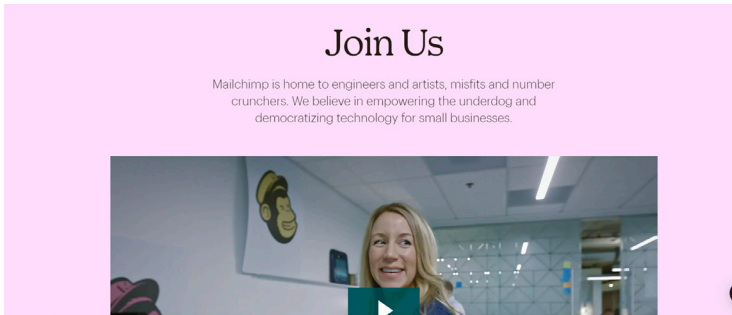 Join Us
Mailchimp is home to engineers and artists, misfits and number
crunchers. We believe in empowering the underdog and
democratizing technology for small businesses.